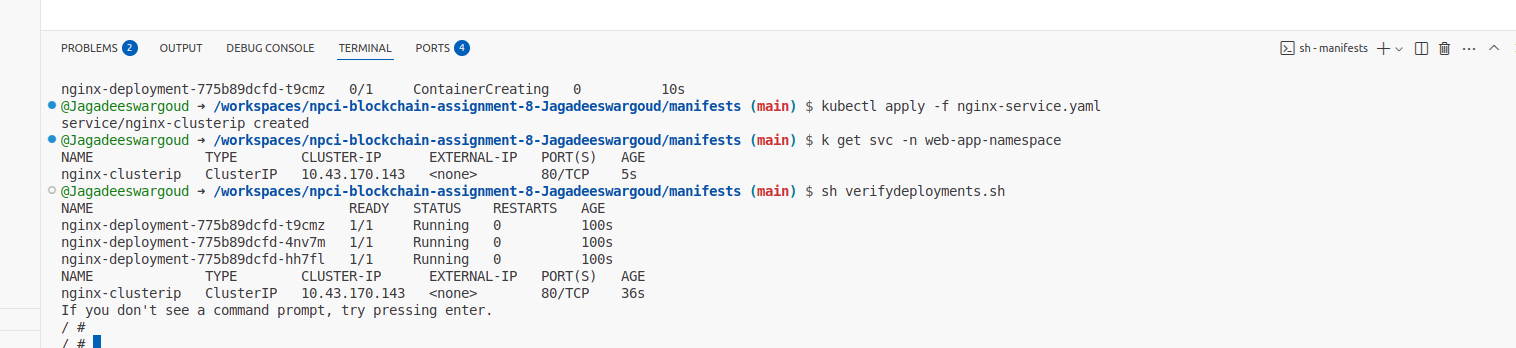 PROBLEMS 2 OUTPUT DEBUG CONSOLE TERMINAL PORTS 4 sh - manifests
nginx-deployment-775b89dcfd-t9cmz 0/1 ContainerCreating 0 10s
@Jagadeeswargoud ➜ /workspaces/npci-blockchain-assignment-8-Jagadeeswargoud/manifests (main) $ kubectl apply -f nginx-service.yaml
service/nginx-clusterip created
@Jagadeeswargoud ➜ /workspaces/npci-blockchain-assignment-8-Jagadeeswargoud/manifests (main) $ k get svc -n web-app-namespace
NAME TYPE CLUSTER-IP EXTERNAL-IP PORT(S) AGE
nginx-clusterip ClusterIP 10.43.170.143 <none> 80/TCP 5s
@Jagadeeswargoud ➜ /workspaces/npci-blockchain-assignment-8-Jagadeeswargoud/manifests (main) $ sh verifydeployments.sh
NAME READY STATUS RESTARTS AGE
nginx-deployment-775b89dcfd-t9cmz 1/1 Running 0 100s
nginx-deployment-775b89dcfd-4nv7m 1/1 Running 0 100s
nginx-deployment-775b89dcfd-hh7fl 1/1 Running 0 100s
NAME TYPE CLUSTER-IP EXTERNAL-IP PORT(S) AGE
nginx-clusterip ClusterIP 10.43.170.143 <none> 80/TCP 36s
If you don't see a command prompt, try pressing enter.
/ #
/ #